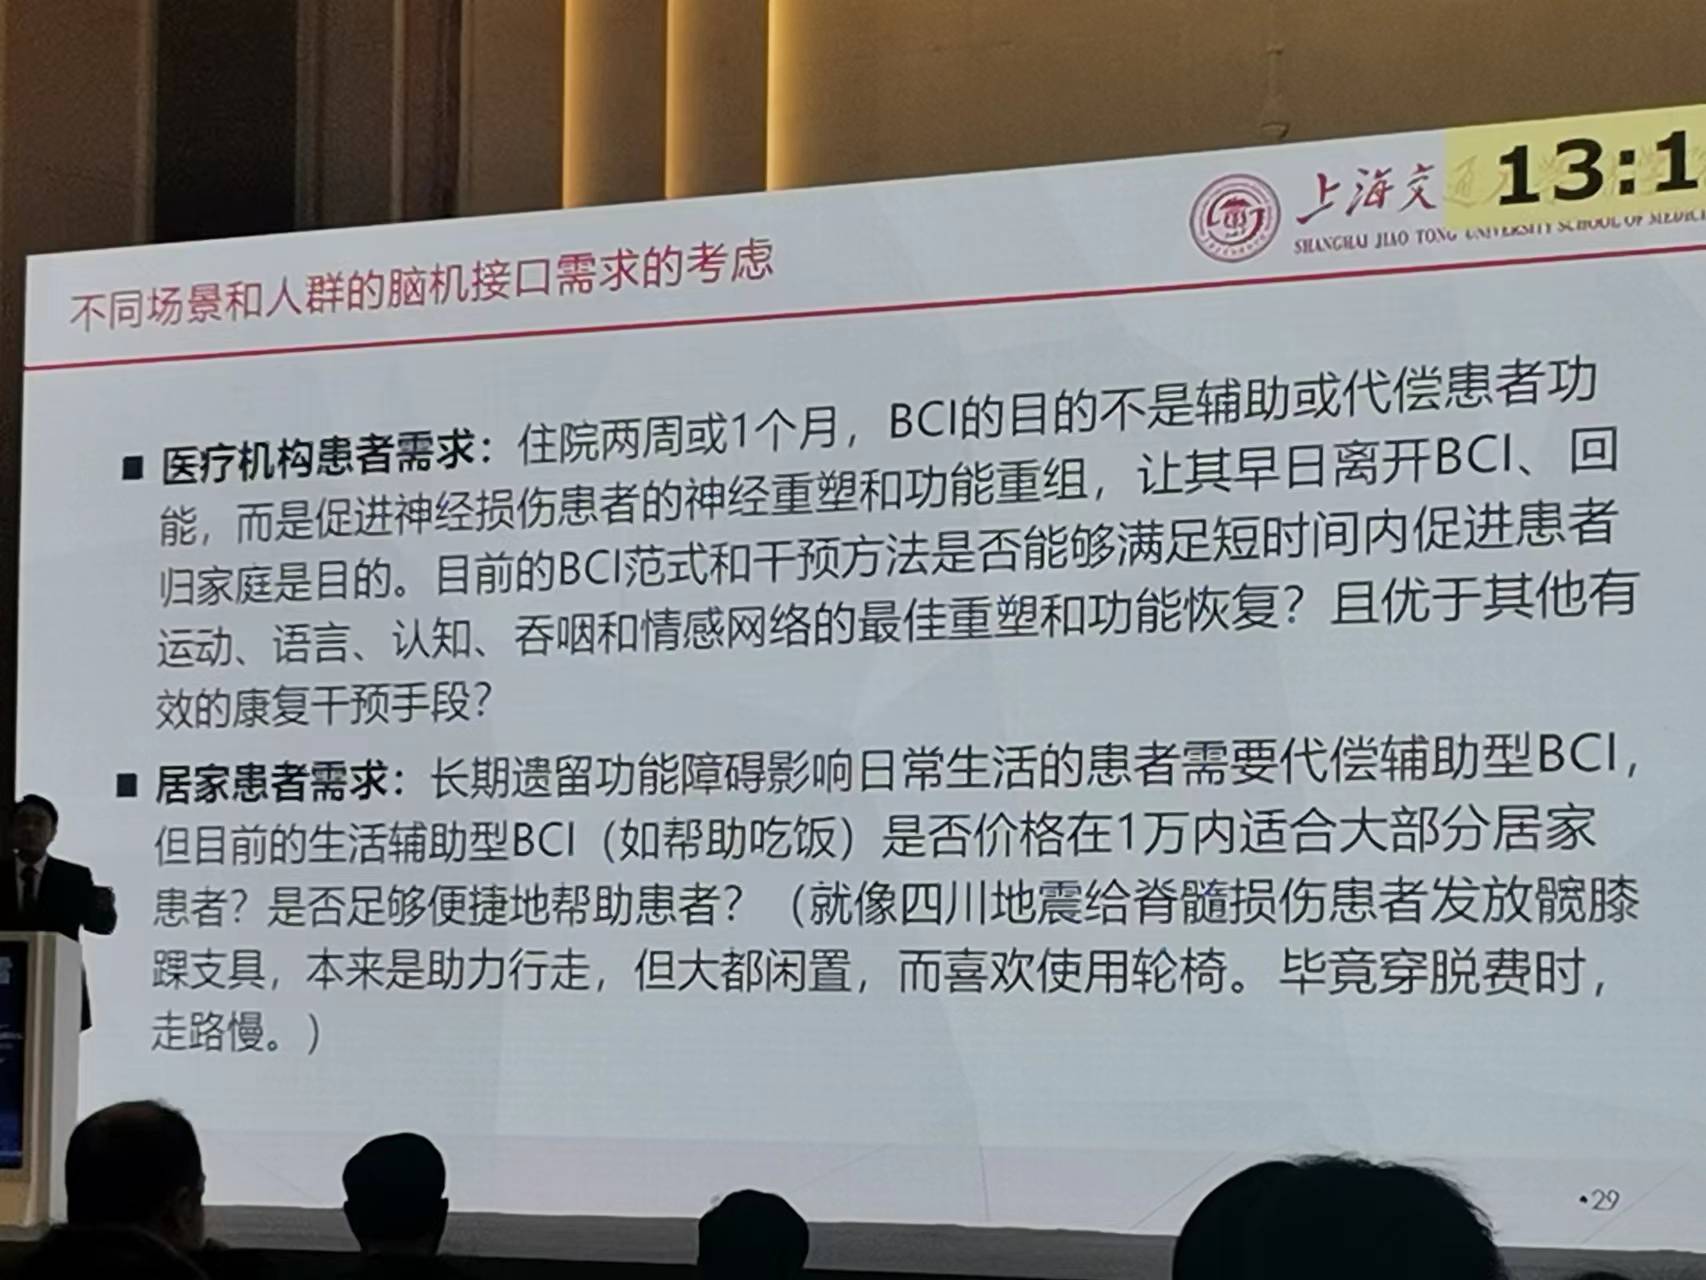 上海交
13:1
SHANGHAI JIAO TONG UNIVERSITY SCHOOL OF
不同场景和人群的脑机接口需求的考虑
■ 医疗机构患者需求：住院两周或1个月，BCI的目的不是辅助或代偿患者功
能，而是促进神经损伤患者的神经重塑和功能重组，让其早日离开BCI、回
归家庭是目的。目前的BCI范式和干预方法是否能够满足短时间内促进患者
运动、语言、认知、吞咽和情感网络的最佳重塑和功能恢复？且优于其他有
效的康复干预手段？
■ 居家患者需求：长期遗留功能障碍影响日常生活的患者需要代偿辅助型BCI，
但目前的生活辅助型BCI（如帮助吃饭）是否价格在1万内适合大部分居家
患者？是否足够便捷地帮助患者？（就像四川地震给脊髓损伤患者发放髋膝
踝支具，本来是助力行走，但大都闲置，而喜欢使用轮椅。毕竟穿脱费时，
走路慢。）
•29